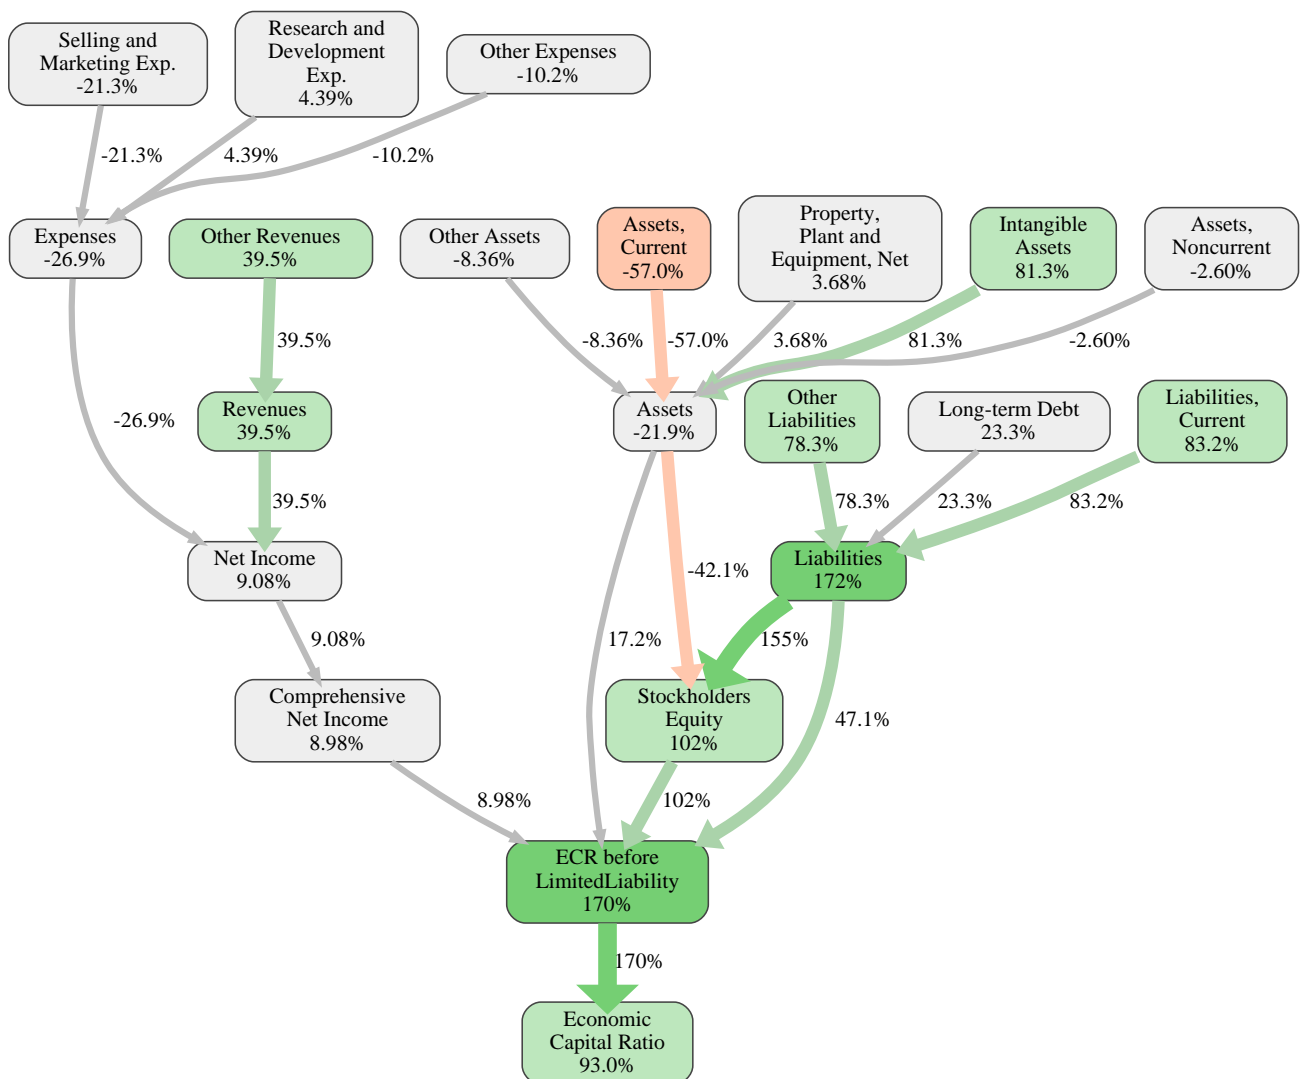 Selling and
Marketing Exp.
-21.3%
Research and
Development
Exp.
4.39%
Other Expenses
-10.2%
-21.3%
4.39%
-10.2%
Expenses
-26.9%
Other Revenues
39.5%
Other Assets
-8.36%
Assets,
Current
-57.0%
Property,
Plant and
Equipment, Net
3.68%
Intangible
Assets
81.3%
Assets,
Noncurrent
-2.60%
39.5%
-8.36%
-57.0%
3.68%
81.3%
-2.60%
-26.9%
Revenues
39.5%
Assets
-21.9%
Other
Liabilities
78.3%
Long-term Debt
23.3%
Liabilities,
Current
83.2%
39.5%
78.3%
23.3%
83.2%
Net Income
9.08%
-42.1%
Liabilities
172%
9.08%
17.2%
155%
47.1%
Comprehensive
Net Income
8.98%
Stockholders
Equity
102%
8.98%
102%
ECR before
LimitedLiability
170%
170%
Economic
Capital Ratio
93.0%